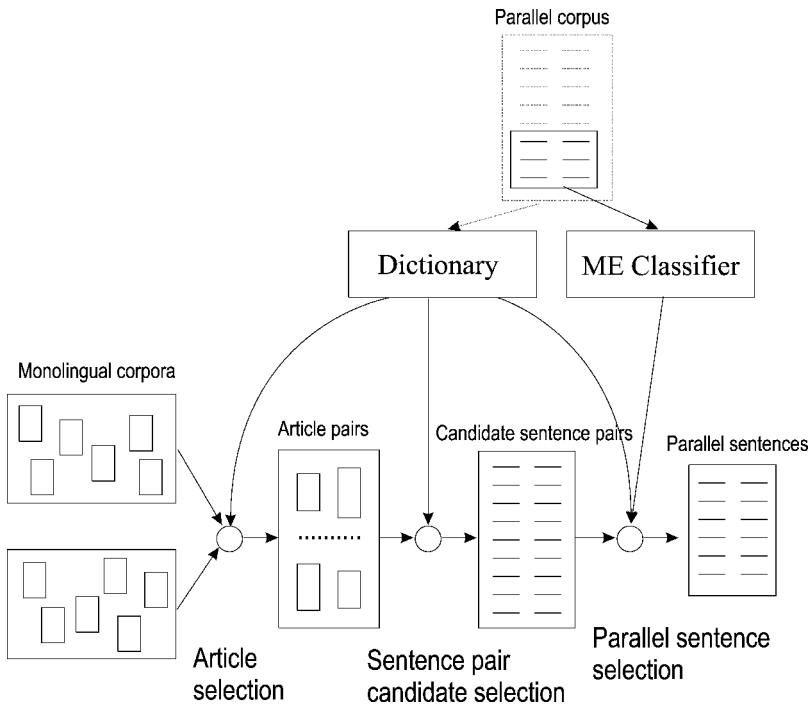 Parallel corpus
Dictionary
ME Classifier
Monolingual corpora
Article pairs
Candidate sentence pairs
Parallel sentences
Article
selection
Sentence pair
candidate selection
Parallel sentence
selection